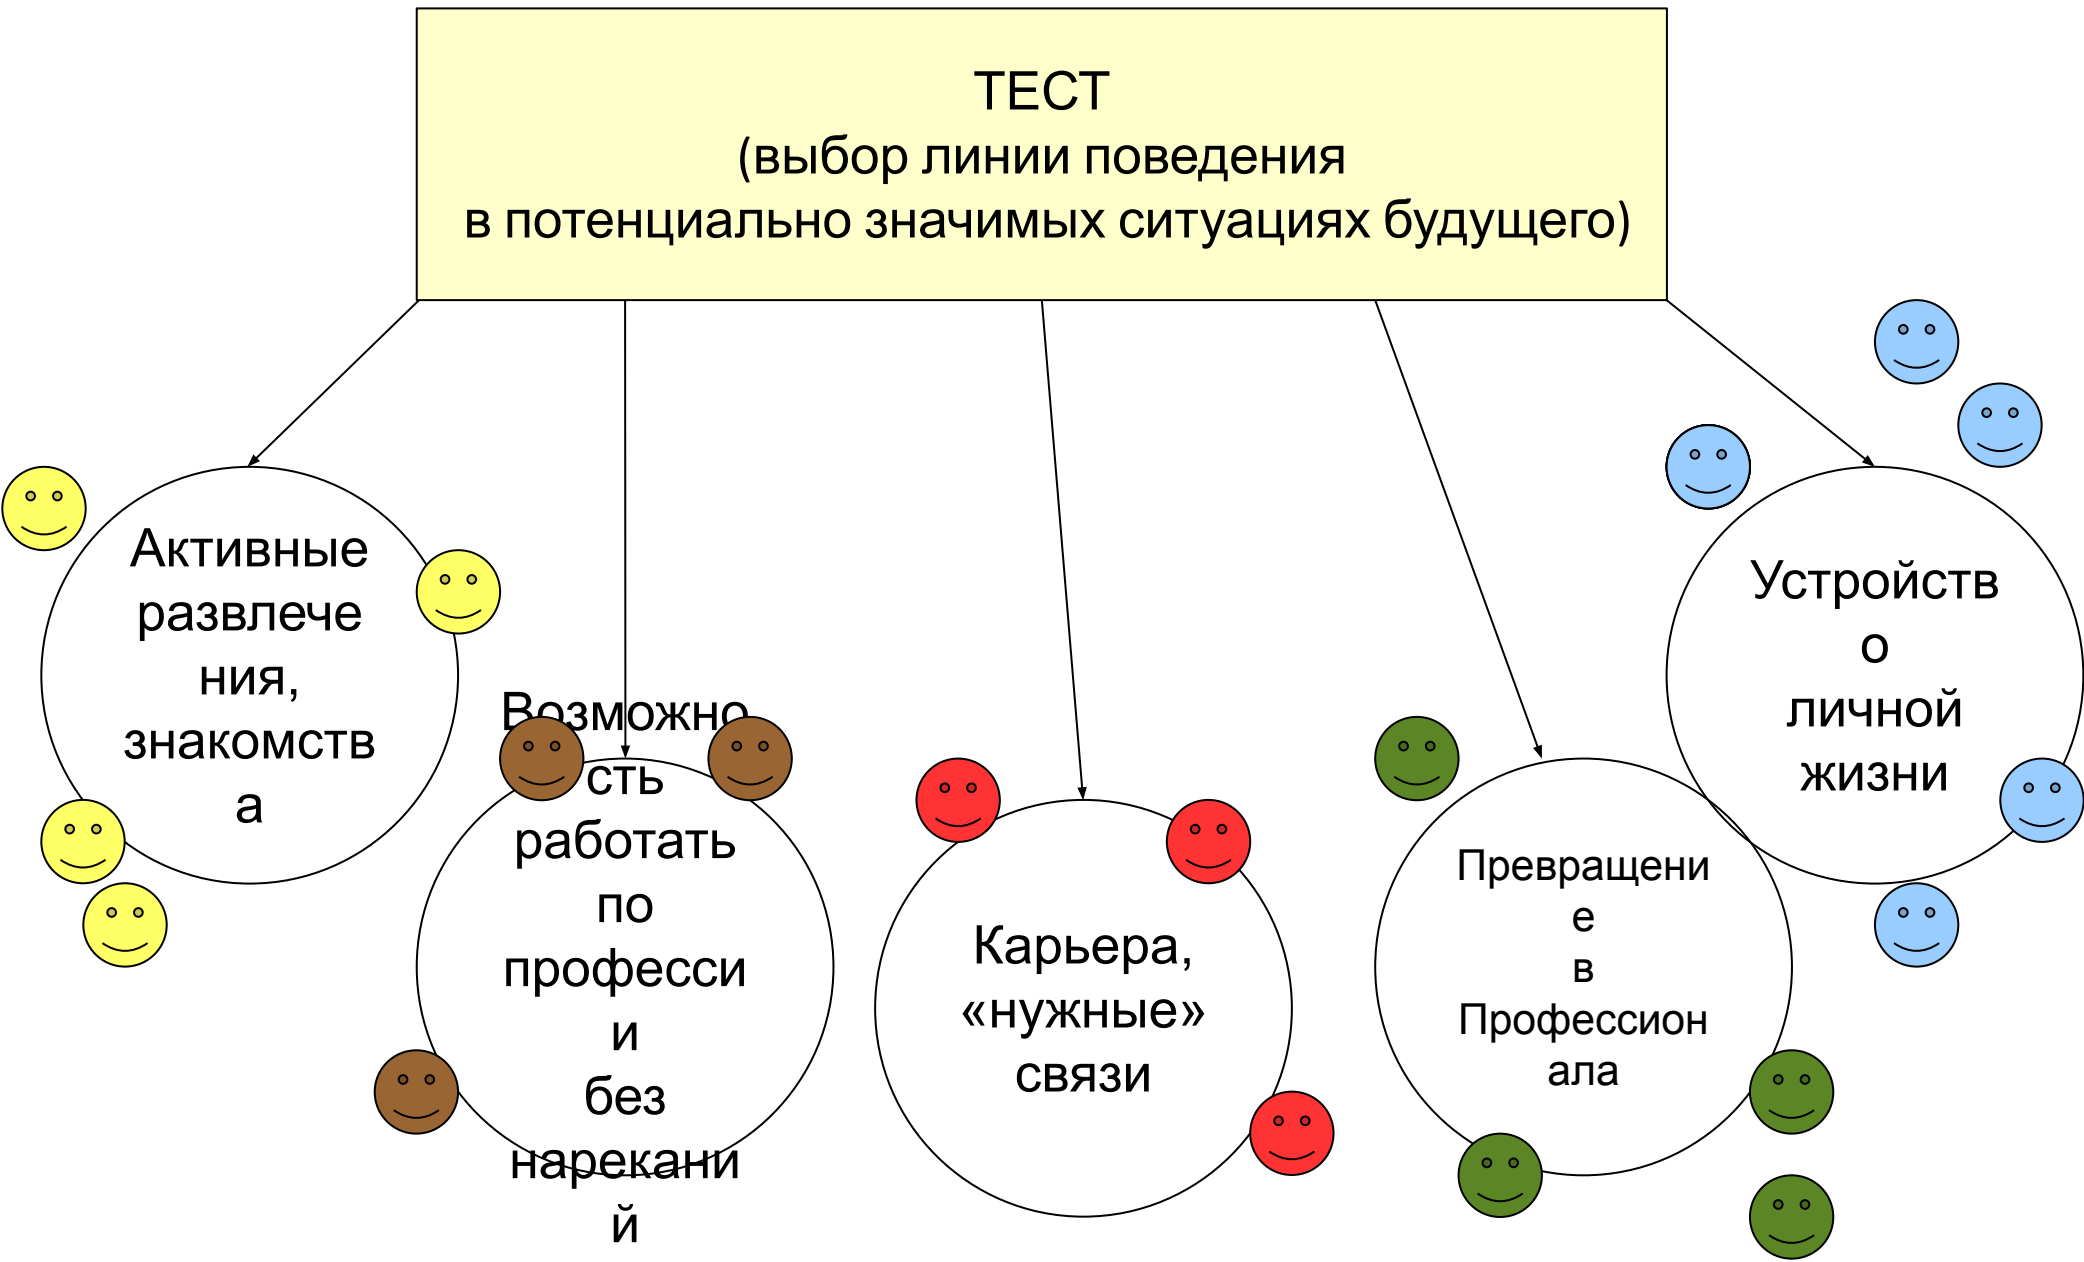 ТЕСТ
(выбор линии поведения
в потенциально значимых ситуациях будущего)
Активные
развлече
ния,
знакомств
а
Возможно
сть
работать
по
професси
и
без
нарекани
й
Карьера,
«нужные»
связи
Превращени
е
в
Профессион
ала
Устройств
о
личной
жизни